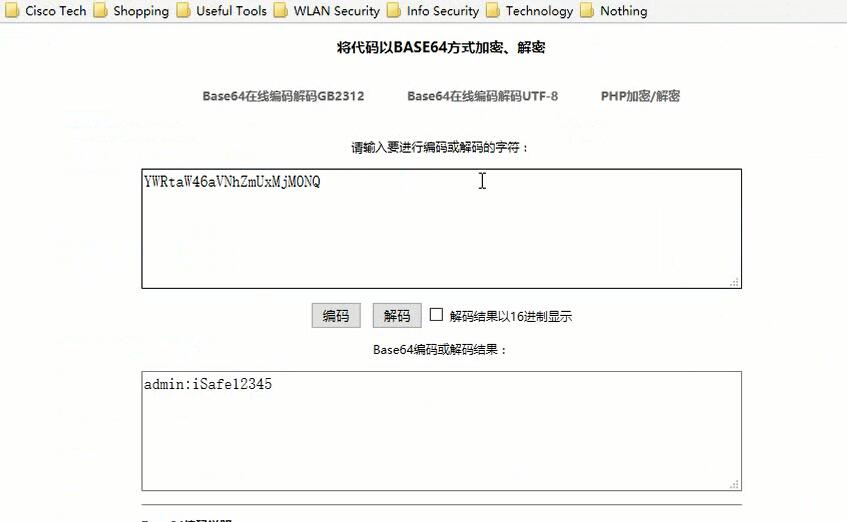 Cisco Tech Shopping Useful Tools WLAN Security Info Security Technology Nothing
将代码以BASE64方式加密、解密
Base64在线编码解码GB2312 Base64在线编码解码UTF-8 PHP加密/解密
请输入要进行编码或解码的字符：
YWRtaW46aVNhZmUxMjM0NQ
编码 解码 解码结果以16进制显示
Base64编码或解码结果：
admin:iSafe12345